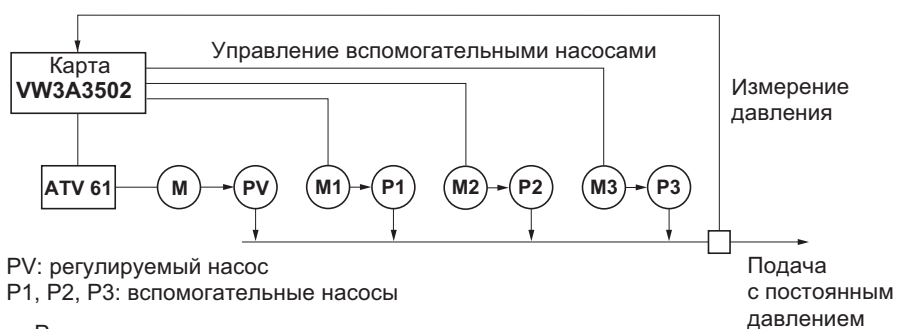 Управление вспомогательными насосами
Карта
VW3A3502
Измерение
давления
ATV 61
M
PV
M1
P1
M2
P2
M3
P3
PV: регулируемый насос
P1, P2, P3: вспомогательные насосы
Подача
с постоянным
давлением